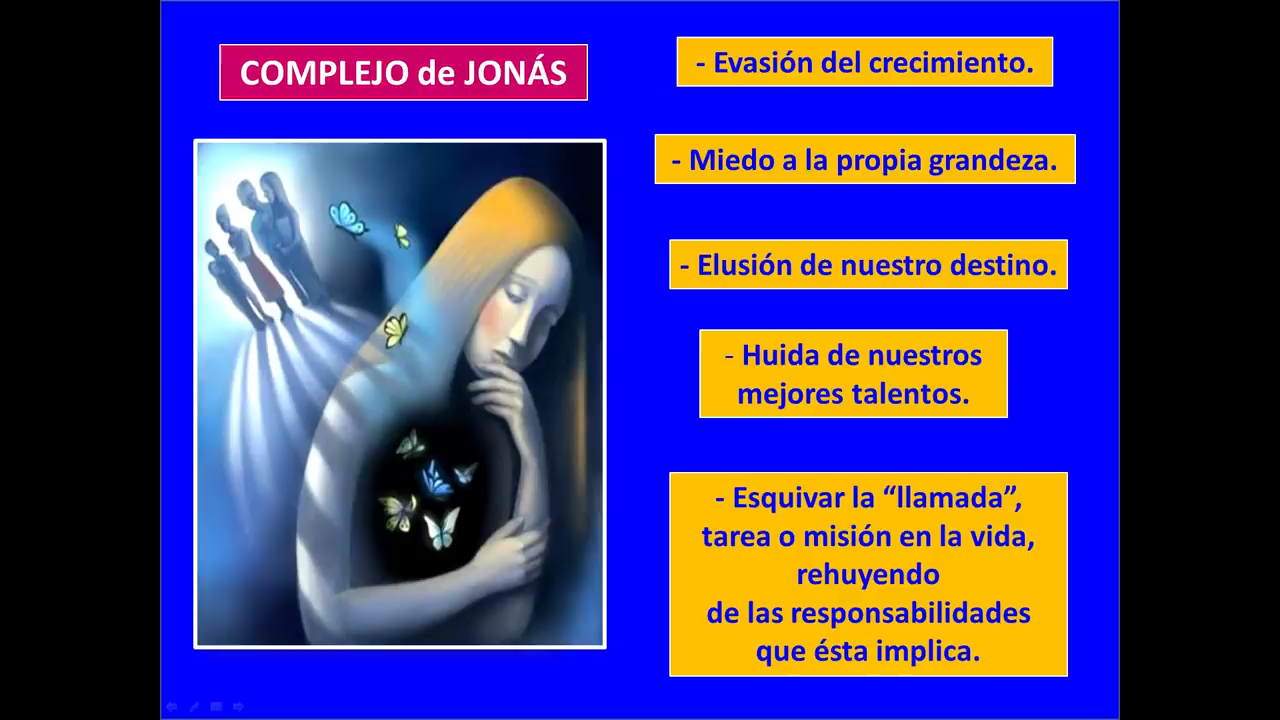 COMPLEJO de JONÁS
- Evasión del crecimiento.
- Miedo a la propia grandeza.
- Elusión de nuestro destino.
- Huida de nuestros
mejores talentos.
- Esquivar la “llamada”,
tarea o misión en la vida,
rehuyendo
de las responsabilidades
que ésta implica.